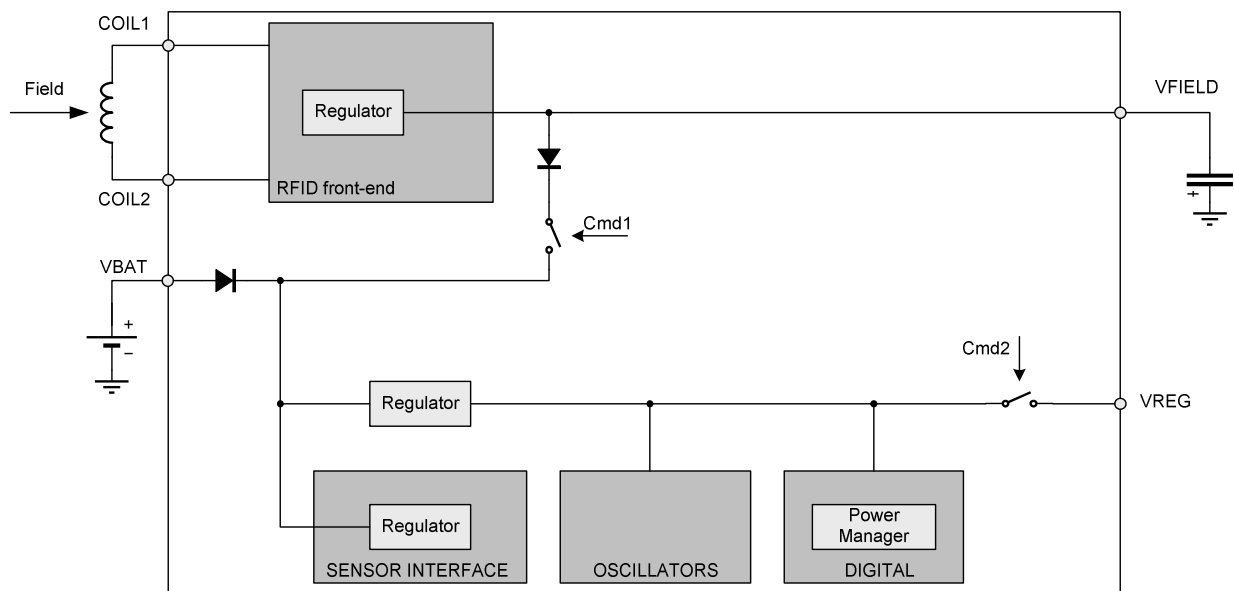 COIL1
Field
Regulator
VFIELD
RFID front-end
COIL2
+
Cmd1
VBAT
+
−
Cmd2
Regulator
VREG
Regulator
Power
Manager
SENSOR INTERFACE
OSCILLATORS
DIGITAL